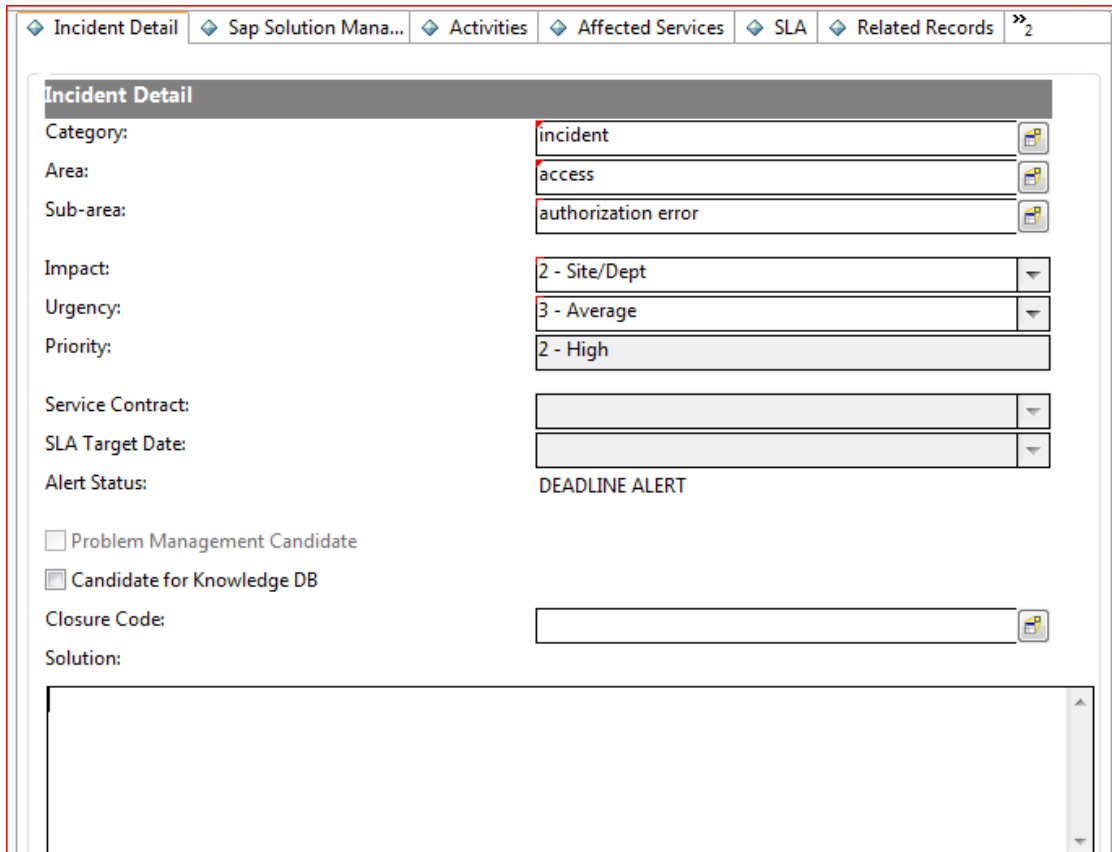 Incident Detail Sap Solution Mana... Activities Affected Services SLA Related Records »2
Incident Detail
Category: incident
Area: access
Sub-area: authorization error
Impact: 2 - Site/Dept
Urgency: 3 - Average
Priority: 2 - High
Service Contract:
SLA Target Date:
Alert Status: DEADLINE ALERT
Problem Management Candidate
Candidate for Knowledge DB
Closure Code:
Solution: